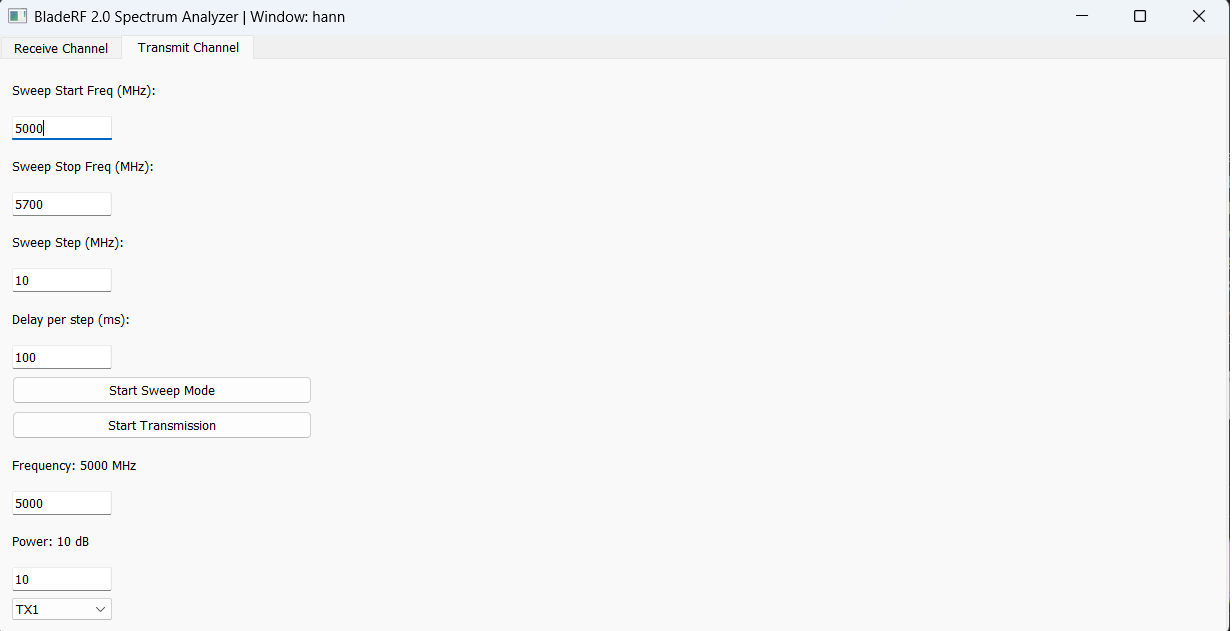 BladeRF 2.0 Spectrum Analyzer | Window: hann
Receive Channel Transmit Channel
Sweep Start Freq (MHz):
5000
Sweep Stop Freq (MHz):
5700
Sweep Step (MHz):
10
Delay per step (ms):
100
Start Sweep Mode
Start Transmission
Frequency: 5000 MHz
5000
Power: 10 dB
10
TX1